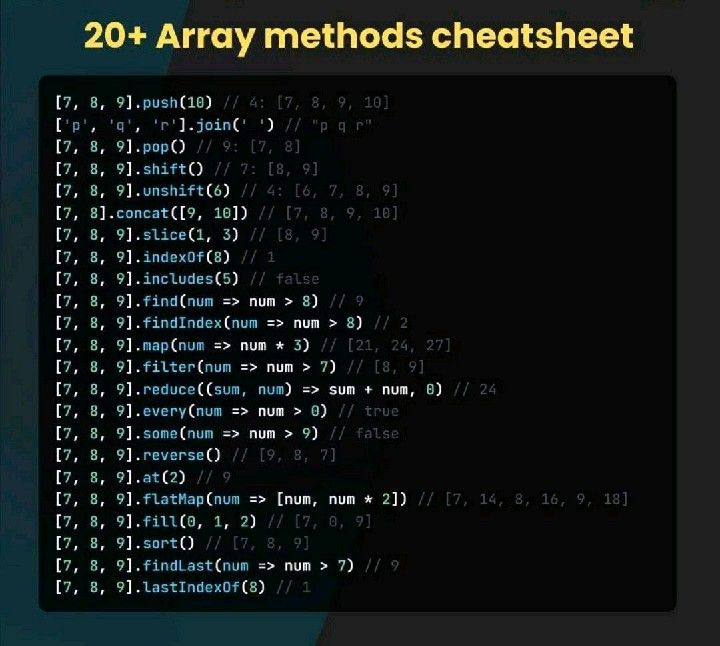 20+ Array methods cheatsheet
[7, 8, 9].push(10) // 4: [7, 8, 9, 10]
['p', 'q', 'r'].join(' ') // "p q r"
[7, 8, 9].pop() // 9: [7, 8]
[7, 8, 9].shift() // 7: [8, 9]
[7, 8, 9].unshift(6) // 4: [6, 7, 8, 9]
[7, 8].concat([9, 10]) // [7, 8, 9, 10]
[7, 8, 9].slice(1, 3) // [8, 9]
[7, 8, 9].indexOf(8) // 1
[7, 8, 9].includes(5) // false
[7, 8, 9].find(num => num > 8) // 9
[7, 8, 9].findIndex(num => num > 8) // 2
[7, 8, 9].map(num => num * 3) // [21, 24, 27]
[7, 8, 9].filter(num => num > 7) // [8, 9]
[7, 8, 9].reduce((sum, num) => sum + num, 0) // 24
[7, 8, 9].every(num => num > 0) // true
[7, 8, 9].some(num => num > 9) // false
[7, 8, 9].reverse() // [9, 8, 7]
[7, 8, 9].at(2) // 9
[7, 8, 9].flatMap(num => [num, num * 2]) // [7, 14, 8, 16, 9, 18]
[7, 8, 9].fill(0, 1, 2) // [7, 0, 9]
[7, 8, 9].sort() // [7, 8, 9]
[7, 8, 9].findLast(num => num > 7) // 9
[7, 8, 9].lastIndexOf(8) // 1